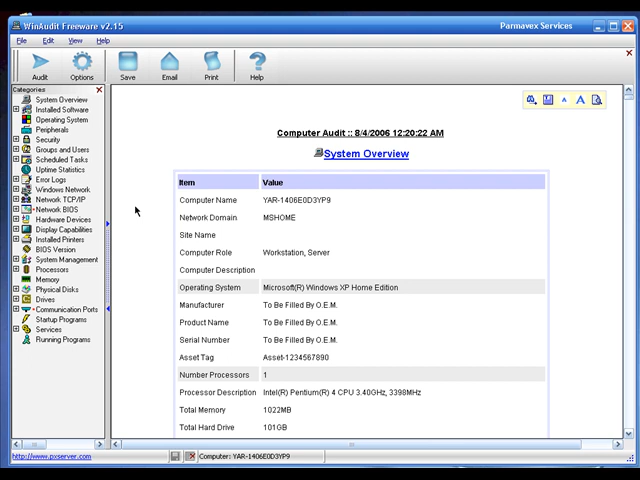 WinAudit Freeware v2.15
Parmavex Services
File Edit View Help
Audit Options Save Email Print Help
Categories
System Overview
Installed Software
Operating System
Peripherals
Security
Groups and Users
Scheduled Tasks
Uptime Statistics
Error Logs
Windows Network
Network TCP/IP
Network BIOS
Hardware Devices
Display Capabilities
Installed Printers
BIOS Version
System Management
Processors
Memory
Physical Disks
Drives
Communication Ports
Startup Programs
Services
Running Programs
A A
Computer Audit :: 8/4/2006 12:20:22 AM
System Overview
Item Value
Computer Name YAR-1406E0D3YP9
Network Domain MSHOME
Site Name
Computer Role Workstation, Server
Computer Description
Operating System Microsoft(R) Windows XP Home Edition
Manufacturer To Be Filled By O.E.M.
Product Name To Be Filled By O.E.M.
Serial Number To Be Filled By O.E.M.
Asset Tag Asset-1234567890
Number Processors 1
Processor Description Intel(R) Pentium(R) 4 CPU 3.40GHz, 3398MHz
Total Memory 1022MB
Total Hard Drive 101GB
http://www.pxserver.com
Computer: YAR-1406E0D3YP9